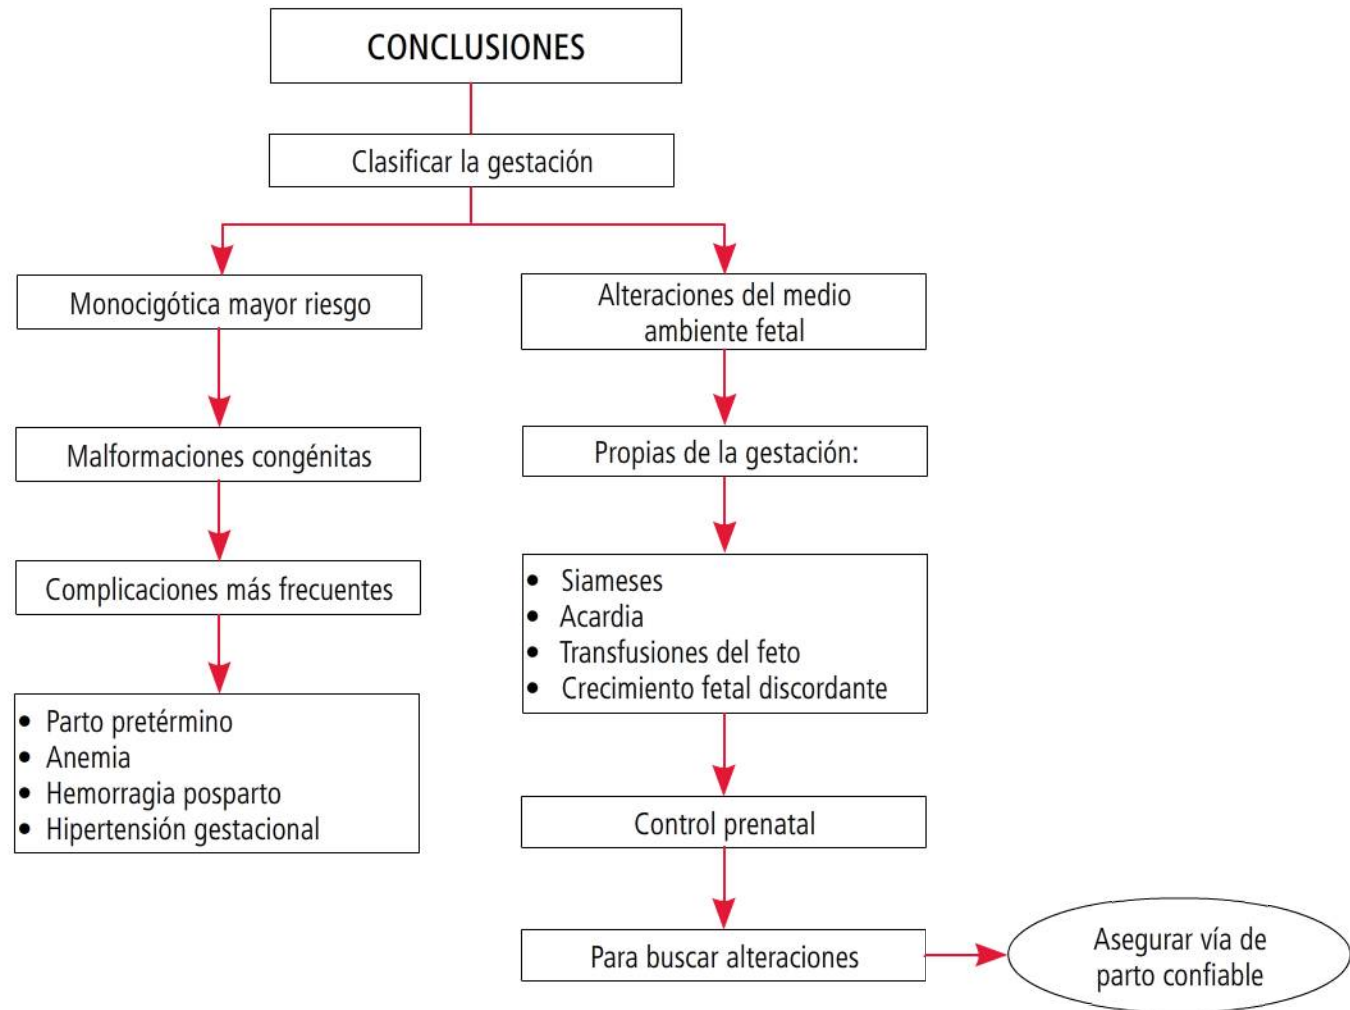 CONCLUSIONES
Clasificar la gestación
Monocigótica mayor riesgo
Malformaciones congénitas
Complicaciones más frecuentes
• Parto pretérmino
• Anemia
• Hemorragia posparto
• Hipertensión gestacional
Alteraciones del medio
ambiente fetal
Propias de la gestación:
• Siameses
• Acardia
• Transfusiones del feto
• Crecimiento fetal discordante
Control prenatal
Para buscar alteraciones
Asegurar vía de
parto confiable